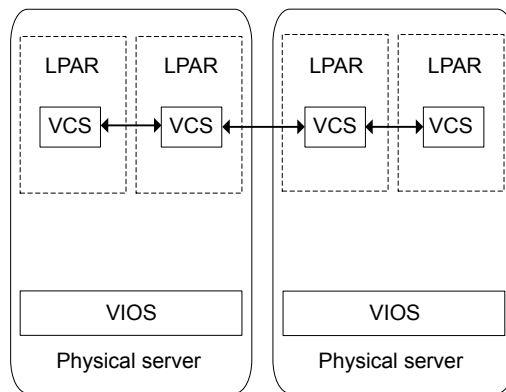 LPAR LPAR LPAR LPAR
VCS VCS VCS VCS
VIOS VIOS
Physical server Physical server